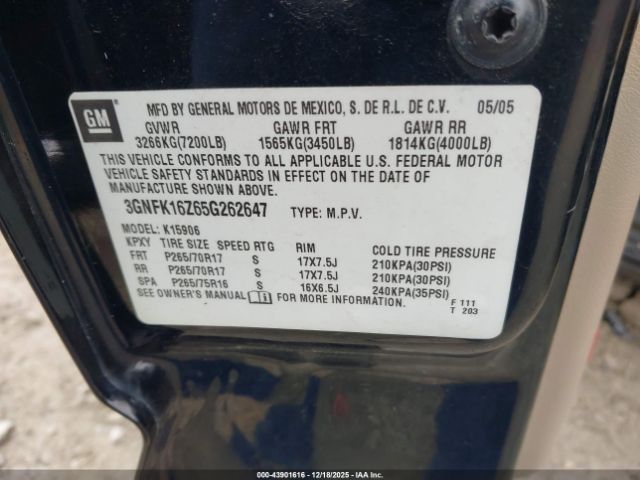 GM
MFD BY GENERAL MOTORS DE MEXICO, S. DE R.L. DE C.V. 05/05
GVWR GAWR FRT GAWR RR
3266KG(7200LB) 1565KG(3450LB) 1814KG(4000LB)
THIS VEHICLE CONFORMS TO ALL APPLICABLE U.S. FEDERAL MOTOR
VEHICLE SAFETY STANDARDS IN EFFECT ON THE DATE OF
MANUFACTURE SHOWN ABOVE.
3GNFK16Z65G262647 TYPE: M.P.V.
MODEL: K15906
KPXY TIRE SIZE SPEED RTG RIM COLD TIRE PRESSURE
FRT P265/70R17 S 17X7.5J 210KPA(30PSI)
RR P265/70R17 S 17X7.5J 210KPA(30PSI)
SPA P265/75R16 S 16X6.5J 240KPA(35PSI)
SEE OWNER'S MANUAL FOR MORE INFORMATION.
F 111
T 203
000-43901616 - 12/18/2025 - IAAI.com